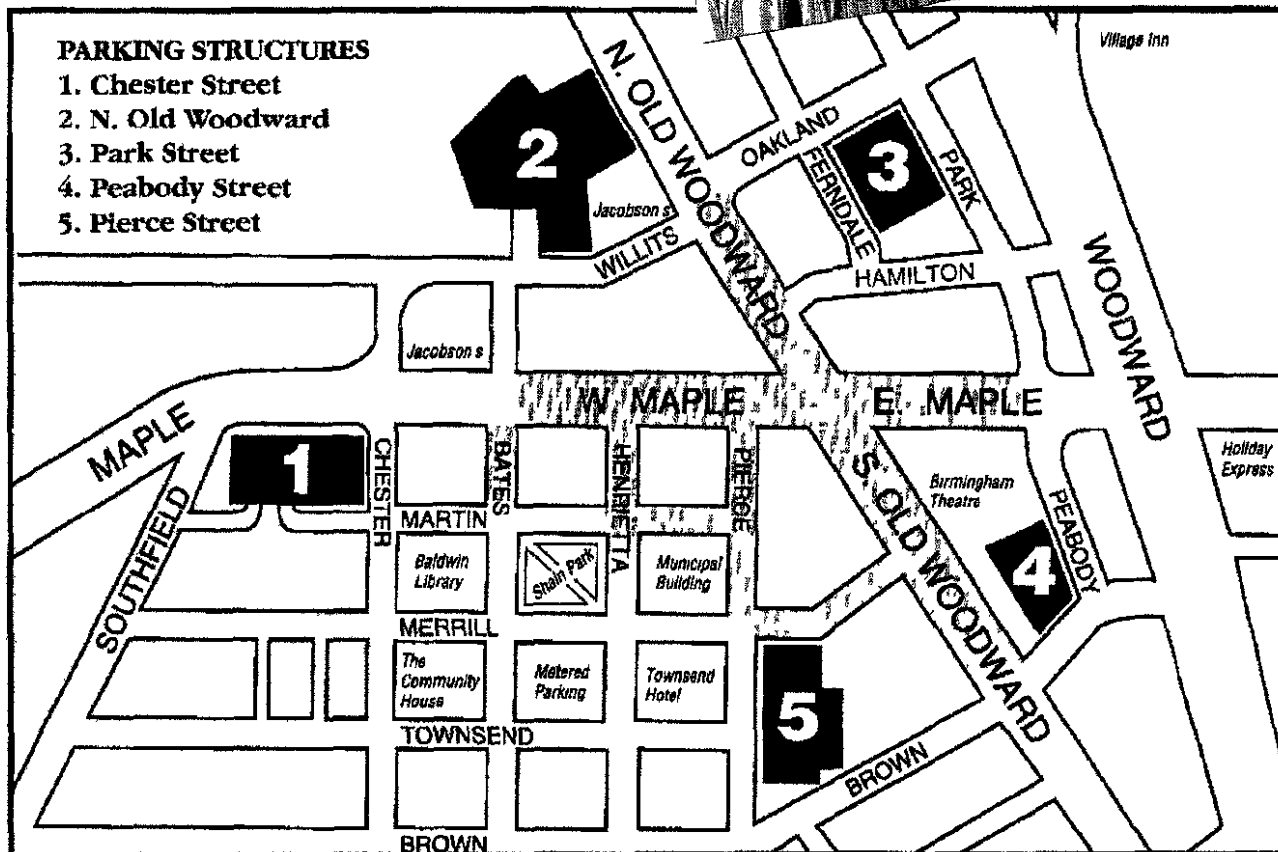 PARKING STRUCTURES
1. Chester Street
2. N. Old Woodward
3. Park Street
4. Peabody Street
5. Pierce Street
Village Inn
N. OLD WOODWARD
2
OAKLAND
3
FERNDALE
PARK
Jacobson s
WILLITS
HAMILTON
WOODWARD
Jacobson s
MAPLE
W. MAPLE
E. MAPLE
1
CHESTER
BATES
HENRIETTA
PIERCE
S. OLD WOODWARD
Birmingham
Theatre
Holiday
Express
PEABODY
4
SOUTHFIELD
MARTIN
Baldwin
Library
Shain Park
Municipal
Building
MERRILL
The
Community
House
Metered
Parking
Townsend
Hotel
5
TOWNSEND
BROWN
BROWN